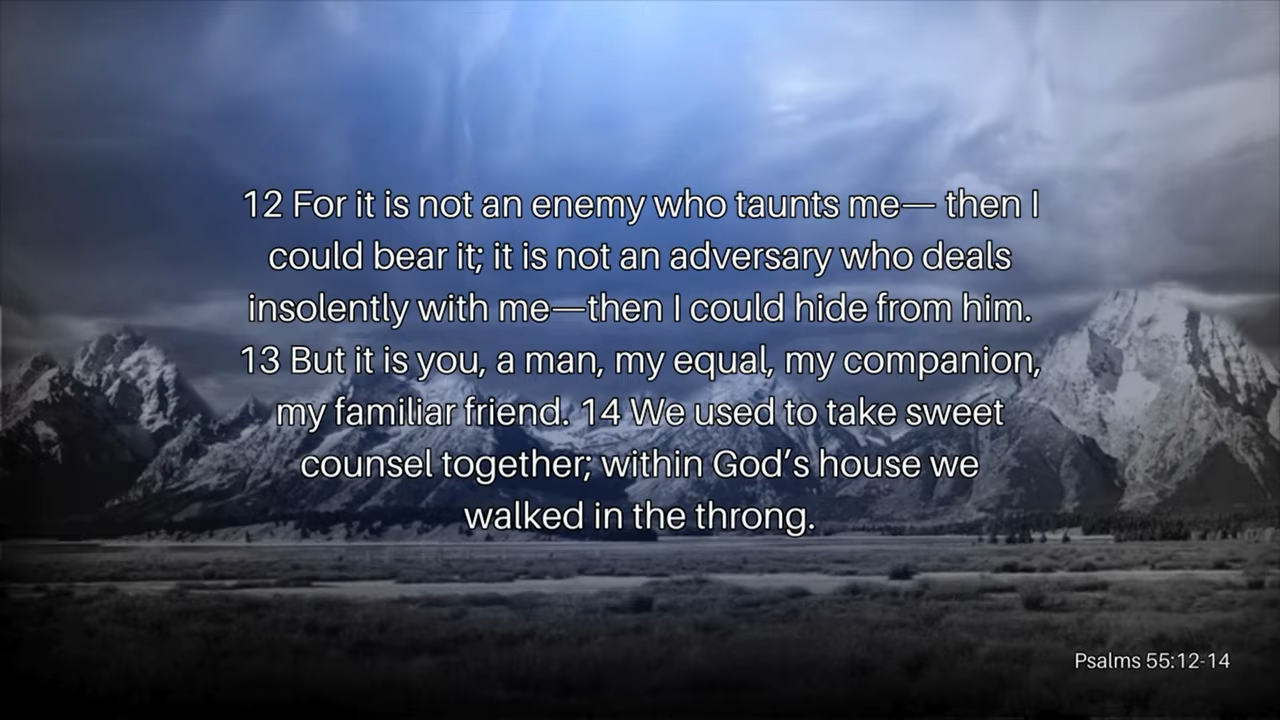 12 For it is not an enemy who taunts me— then I
could bear it; it is not an adversary who deals
insolently with me—then I could hide from him.
13 But it is you, a man, my equal, my companion,
my familiar friend. 14 We used to take sweet
counsel together; within God’s house we
walked in the throng.
Psalms 55:12-14